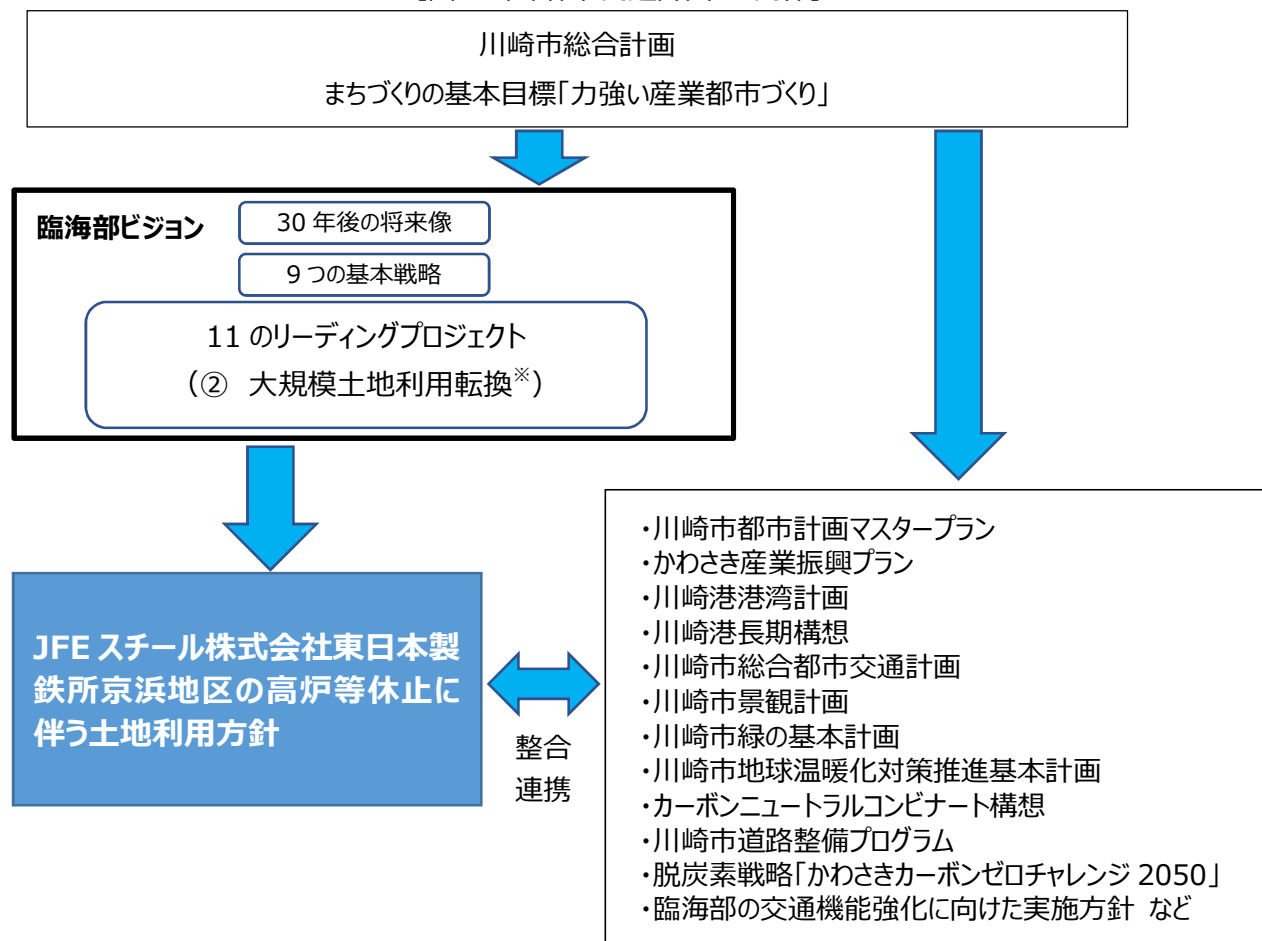 川崎市総合計画
まちづくりの基本目標「力強い産業都市づくり」
臨海部ビジョン
30 年後の将来像
9 つの基本戦略
11 のリーディングプロジェクト
(② 大規模土地利用転換※)
JFE スチール株式会社東日本製
鉄所京浜地区の高炉等休止に
伴う土地利用方針
整合
連携
・川崎市都市計画マスタープラン
・かわさき産業振興プラン
・川崎港港湾計画
・川崎港長期構想
・川崎市総合都市交通計画
・川崎市景観計画
・川崎市緑の基本計画
・川崎市地球温暖化対策推進基本計画
・カーボンニュートラルコンビナート構想
・川崎市道路整備プログラム
・脱炭素戦略「かわさきカーボンゼロチャレンジ 2050」
・臨海部の交通機能強化に向けた実施方針 など